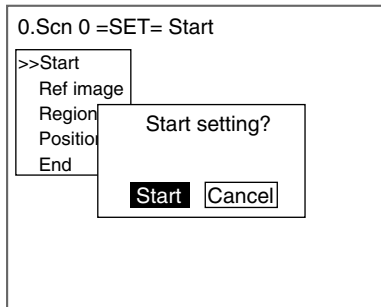 0.Scn 0 =SET= Start
>>Start
Ref image
Region
Position
Start setting?
End
Start Cancel